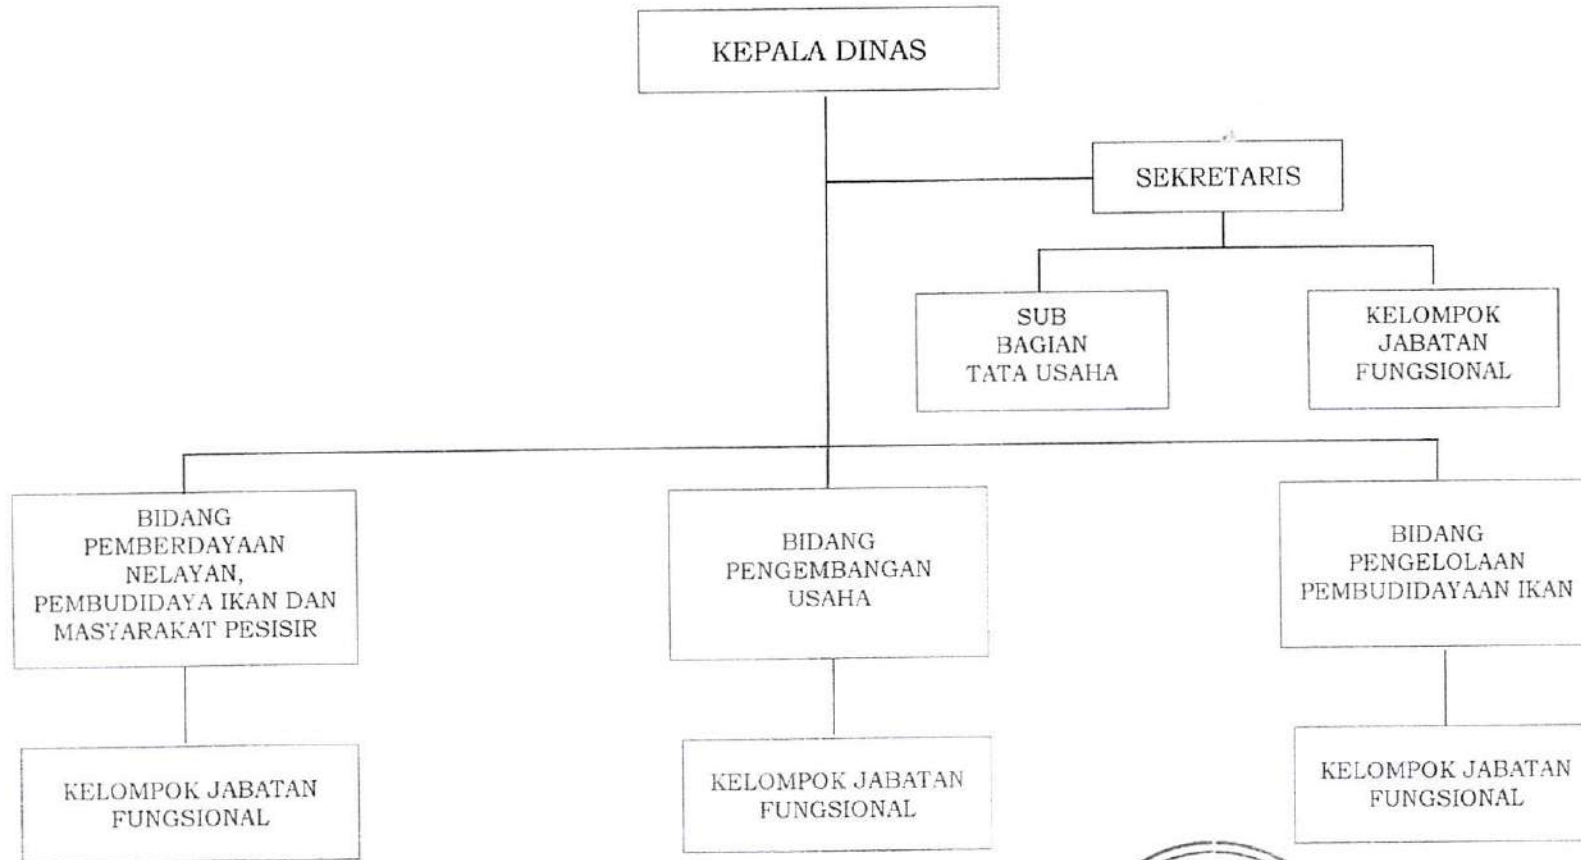 KEPALA DINAS
SEKRETARIS
SUB
BAGIAN
TATA USAHA
KELOMPOK
JABATAN
FUNGSIONAL
BIDANG
PEMBERDAYAAN
NELAYAN,
PEMBUDIDAYA IKAN DAN
MASYARAKAT PESISIR
BIDANG
PENGEMBANGAN
USAHA
BIDANG
PENGELOLAAN
PEMBUDIDAYAAN IKAN
KELOMPOK JABATAN
FUNGSIONAL
KELOMPOK JABATAN
FUNGSIONAL
KELOMPOK JABATAN
FUNGSIONAL